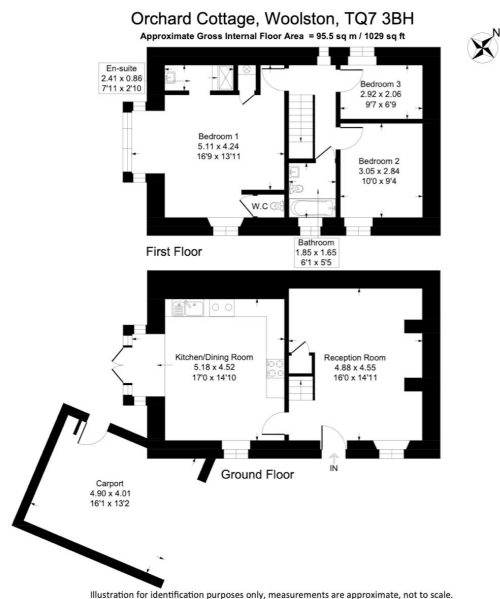 Orchard Cottage, Woolston, TQ7 3BH
Approximate Gross Internal Floor Area = 95.5 sq m / 1029 sq ft
N
En-suite
2.41 x 0.86
7'11 x 2'10
Bedroom 3
2.92 x 2.06
9'7 x 6'9
Bedroom 1
5.11 x 4.24
16'9 x 13'11
Bedroom 2
3.05 x 2.84
10'0 x 9'4
W.C
First Floor
Bathroom
1.85 x 1.65
6'1 x 5'5
Kitchen/Dining Room
5.18 x 4.52
17'0 x 14'10
Reception Room
4.88 x 4.55
16'0 x 14'11
Ground Floor
IN
Carport
4.90 x 4.01
16'1 x 13'2
Illustration for identification purposes only, measurements are approximate, not to scale.